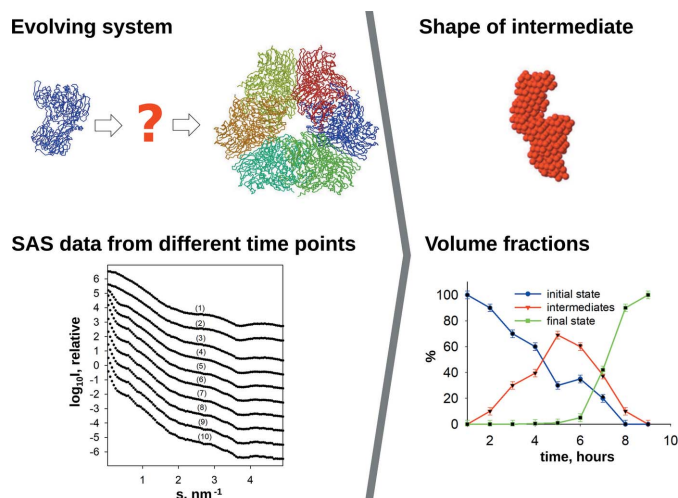 Evolving system
Shape of intermediate
?
SAS data from different time points
log10I, relative
6
5
4
3
2
1
0
-1
-2
-3
-4
-5
-6
(1)
(2)
(3)
(4)
(5)
(6)
(7)
(8)
(9)
(10)
1 2 3 4
s, nm-1
Volume fractions
%
100
80
60
40
20
0
initial state
intermediates
final state
2 4 6 8 10
time, hours